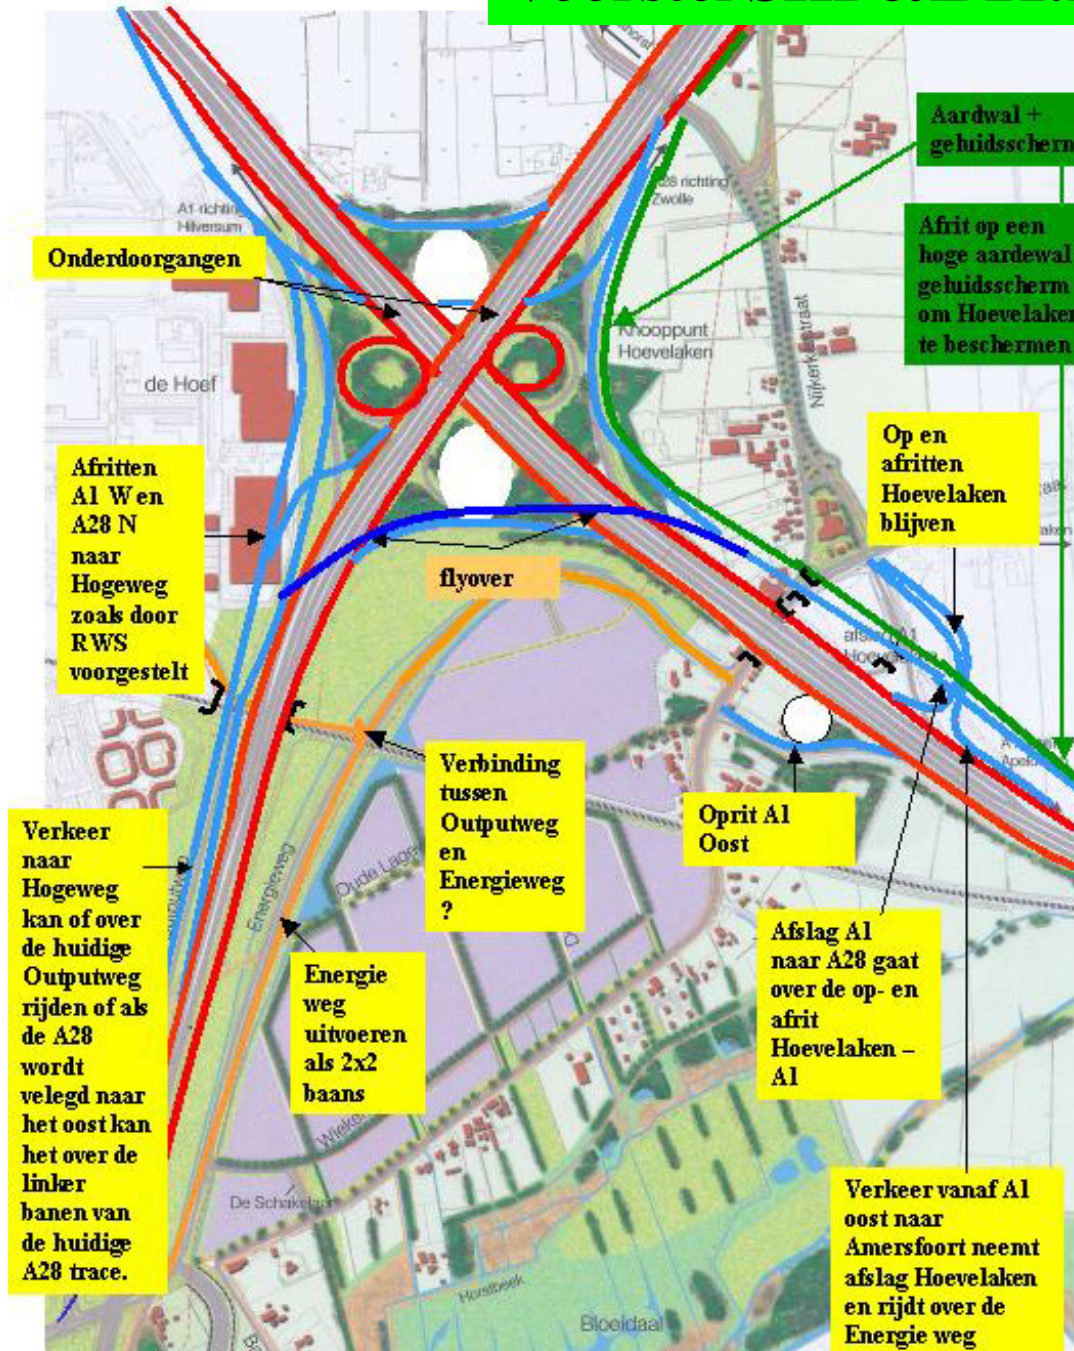 Aardwal +
geluidsscherm
Afrit op een
hoge aardewal
geluidsscherm
om Hoevelaken
te beschermen
A28 richting
Zwolle
A1 richting
Hilversum
Onderdoorgangen
Knooppunt
Hoevelaken
Nijkerkerstraat
de Hoef
Op en
afritten
Hoevelaken
blijven
Afritten
A1 W en
A28 N
naar
Hogeweg
zoals door
RWS
voorgesteld
flyover
afslag A1
Hoevelaken
Verbinding
tussen
Outputweg
en
Energieweg
?
Oprit A1
Oost
Verkeer
naar
Hogeweg
kan of over
de huidige
Outputweg
rijden of als
de A28
wordt
velegd naar
het oost kan
het over de
linker
banen van
de huidige
A28 trace.
Energieweg
Oude Lage
Energie
weg
uitvoeren
als 2x2
baans
Afslag A1
naar A28 gaat
over de op- en
afrit
Hoevelaken –
A1
De Schakelaar
Horstbeek
Bloeidaal
Verkeer vanaf A1
oost naar
Amersfoort neemt
afslag Hoevelaken
en rijdt over de
Energie weg